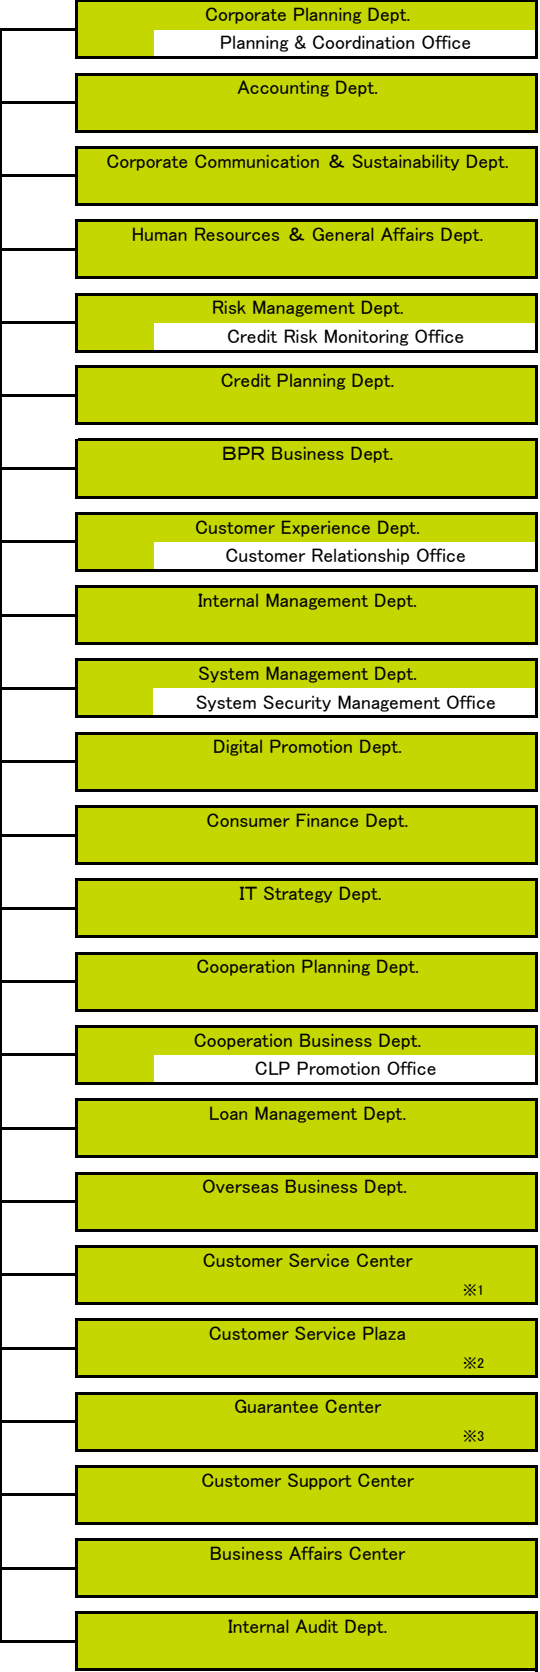 Corporate Planning Dept.
Planning & Coordination Office
Accounting Dept.
Corporate Communication ＆ Sustainability Dept.
Human Resources ＆ General Affairs Dept.
Risk Management Dept.
Credit Risk Monitoring Office
Credit Planning Dept.
BPR Business Dept.
Customer Experience Dept.
Customer Relationship Office
Internal Management Dept.
System Management Dept.
System Security Management Office
Digital Promotion Dept.
Consumer Finance Dept.
IT Strategy Dept.
Cooperation Planning Dept.
Cooperation Business Dept.
CLP Promotion Office
Loan Management Dept.
Overseas Business Dept.
Customer Service Center
※1
Customer Service Plaza
※2
Guarantee Center
※3
Customer Support Center
Business Affairs Center
Internal Audit Dept.